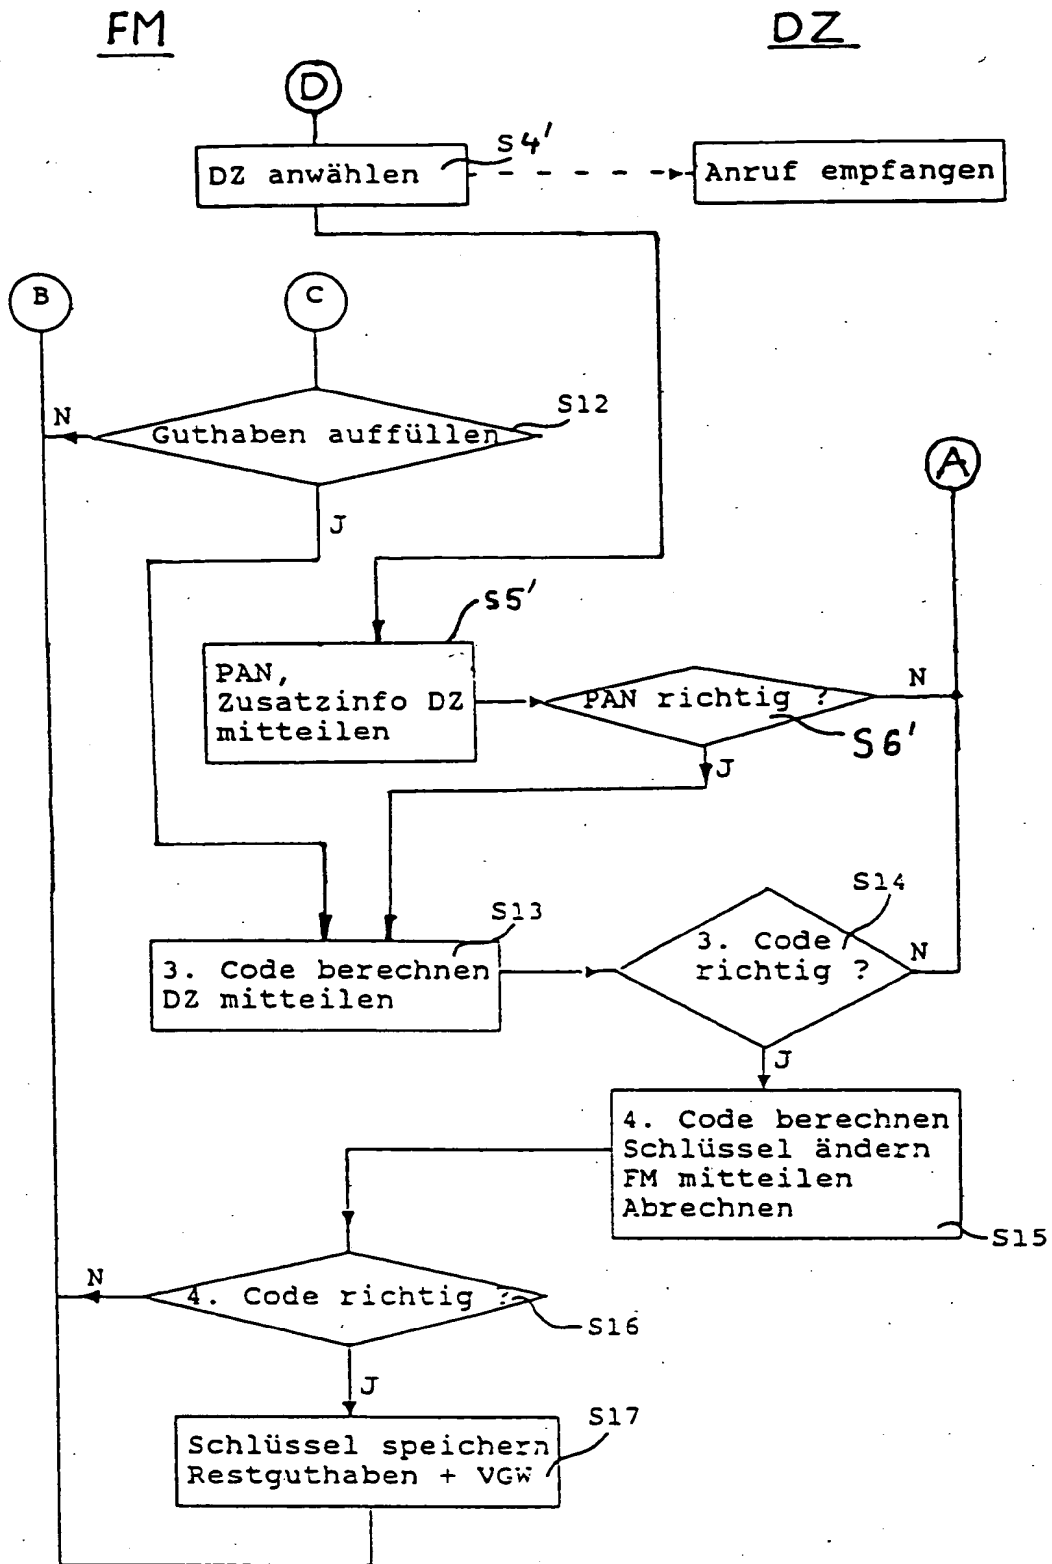 FM
DZ
D
S4'
DZ anwählen
Anruf empfangen
B
C
N
S12
Guthaben auffüllen
A
J
S5'
PAN,
Zusatzinfo DZ
mitteilen
PAN richtig ?
N
S6'
J
S13
S14
3. Code berechnen
DZ mitteilen
3. Code
richtig ?
N
J
4. Code berechnen
Schlüssel ändern
FM mitteilen
Abrechnen
S15
N
4. Code richtig ?
S16
J
S17
Schlüssel speichern
Restguthaben + VGW